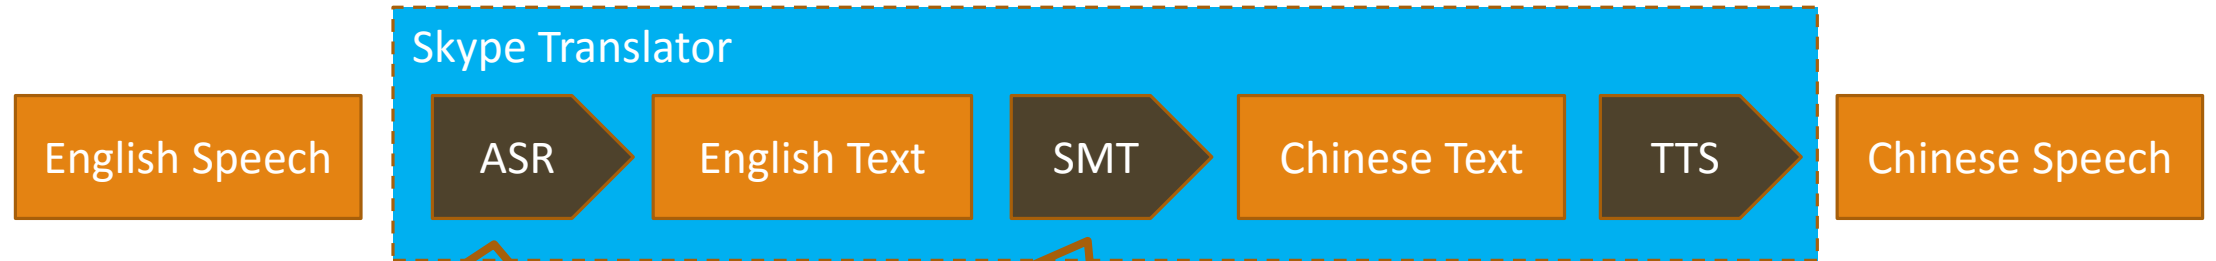 Skype Translator
English Speech
ASR
English Text
SMT
Chinese Text
TTS
Chinese Speech